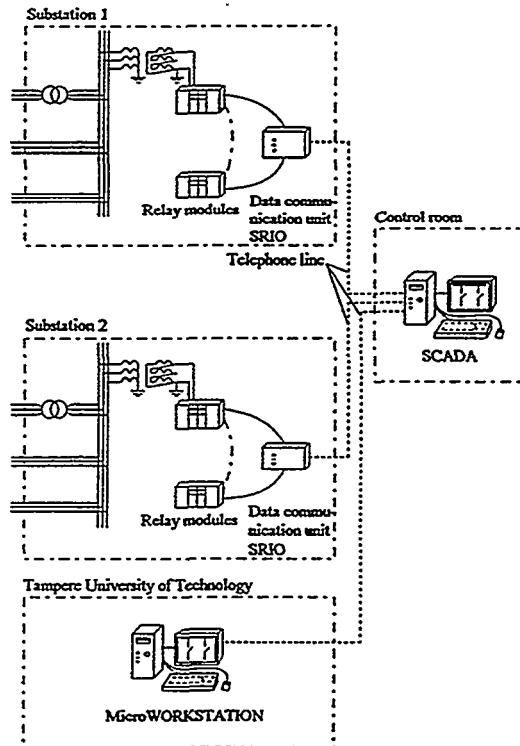 Substation 1
Relay modules
Data commu-
nication unit
SRIO
Telephone line
Control room
SCADA
Substation 2
Relay modules
Data commu-
nication unit
SRIO
Tampere University of Technology
MicroWORKSTATION